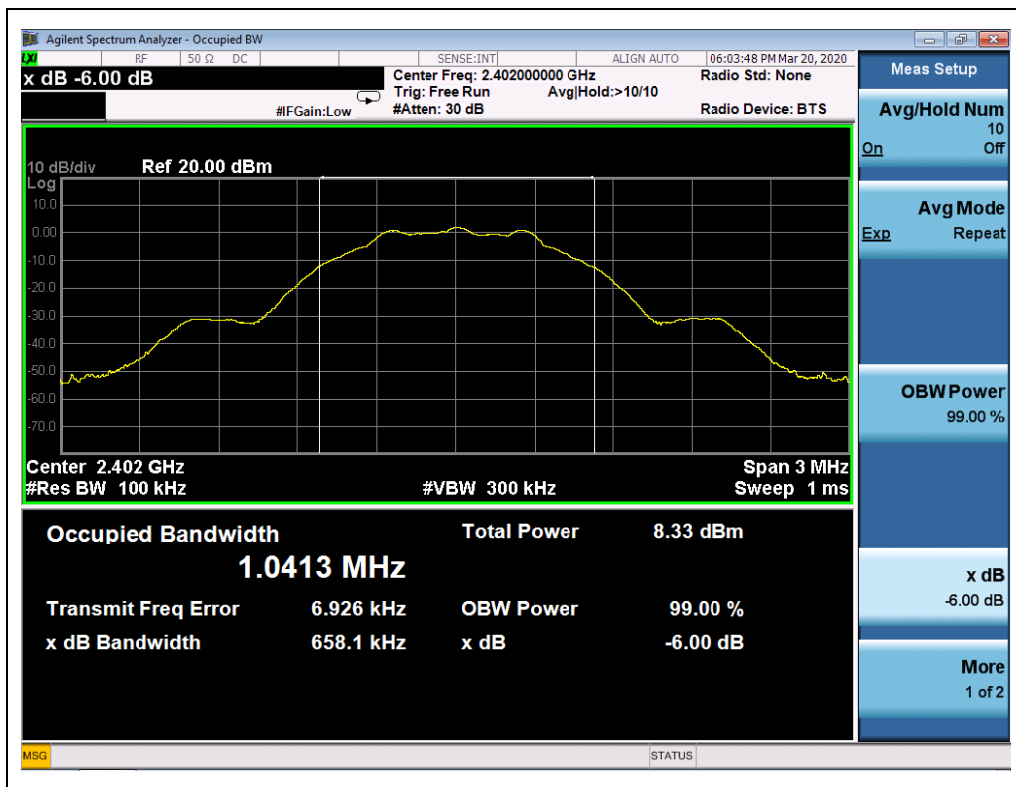 Agilent Spectrum Analyzer - Occupied BW
LXI RF 50 Ω DC SENSE:INT ALIGN AUTO 06:03:48 PM Mar 20, 2020
x dB -6.00 dB
Center Freq: 2.402000000 GHz Radio Std: None
Trig: Free Run Avg|Hold:>10/10
#IFGain:Low #Atten: 30 dB Radio Device: BTS
10 dB/div Ref 20.00 dBm
Log
10.0
0.00
-10.0
-20.0
-30.0
-40.0
-50.0
-60.0
-70.0
Center 2.402 GHz Span 3 MHz
#Res BW 100 kHz #VBW 300 kHz Sweep 1 ms
Occupied Bandwidth Total Power 8.33 dBm
1.0413 MHz
Transmit Freq Error 6.926 kHz OBW Power 99.00 %
x dB Bandwidth 658.1 kHz x dB -6.00 dB
Meas Setup
Avg/Hold Num
10
On Off
Avg Mode
Exp Repeat
OBW Power
99.00 %
x dB
-6.00 dB
More
1 of 2
MSG STATUS